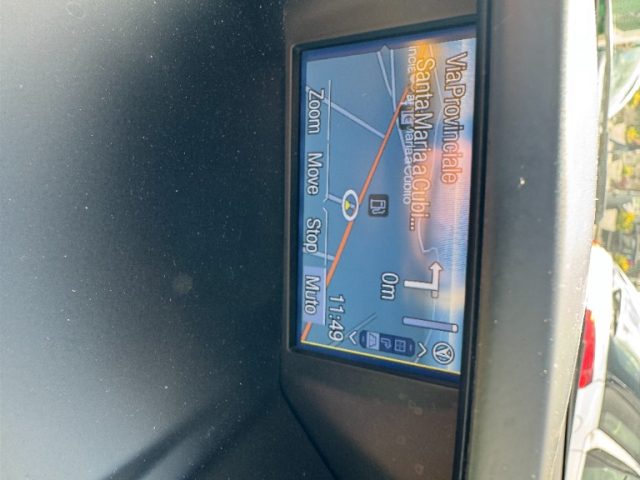 Via Provinciale
Santa Maria a Cubi...
0m
11:49
Zoom Move Stop Muto